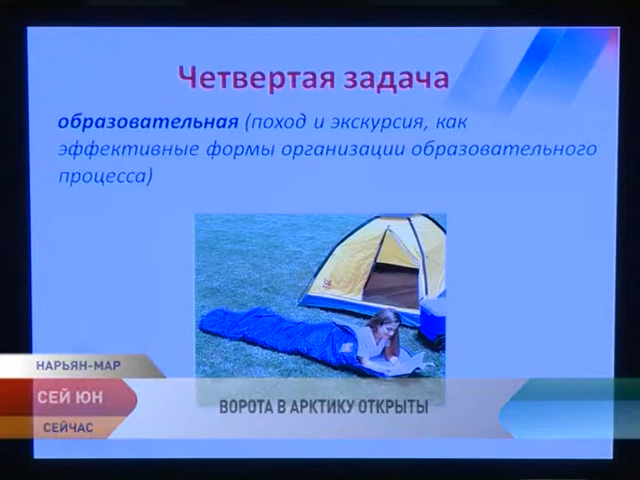 Четвертая задача
образовательная (поход и экскурсия, как
эффективные формы организации образовательного
процесса)
НАРЬЯН-МАР
СЕЙ ЮН
СЕЙЧАС
ВОРОТА В АРКТИКУ ОТКРЫТЫ